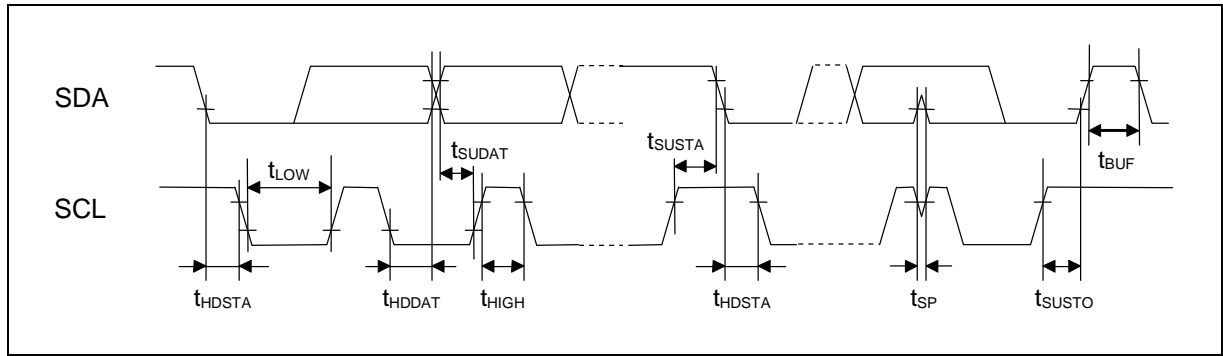 SDA
tSUDAT
tSUSTA
tBUF
tLOW
SCL
tHDSTA
tHDDAT
tHIGH
tHDSTA
tSP
tSUSTO